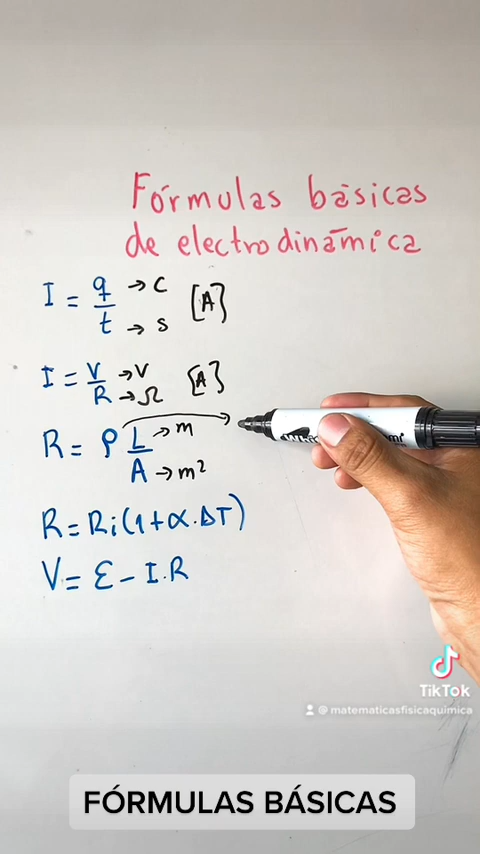 Fórmulas básicas
de electrodinámica
I = q/t → C → s [A]
I = V/R → V → Ω [A]
R = ρ L/A → m → m²
R = Ri(1+α.ΔT)
V = ε - I.R
TikTok
@matematicasfisicaquimica
FÓRMULAS BÁSICAS